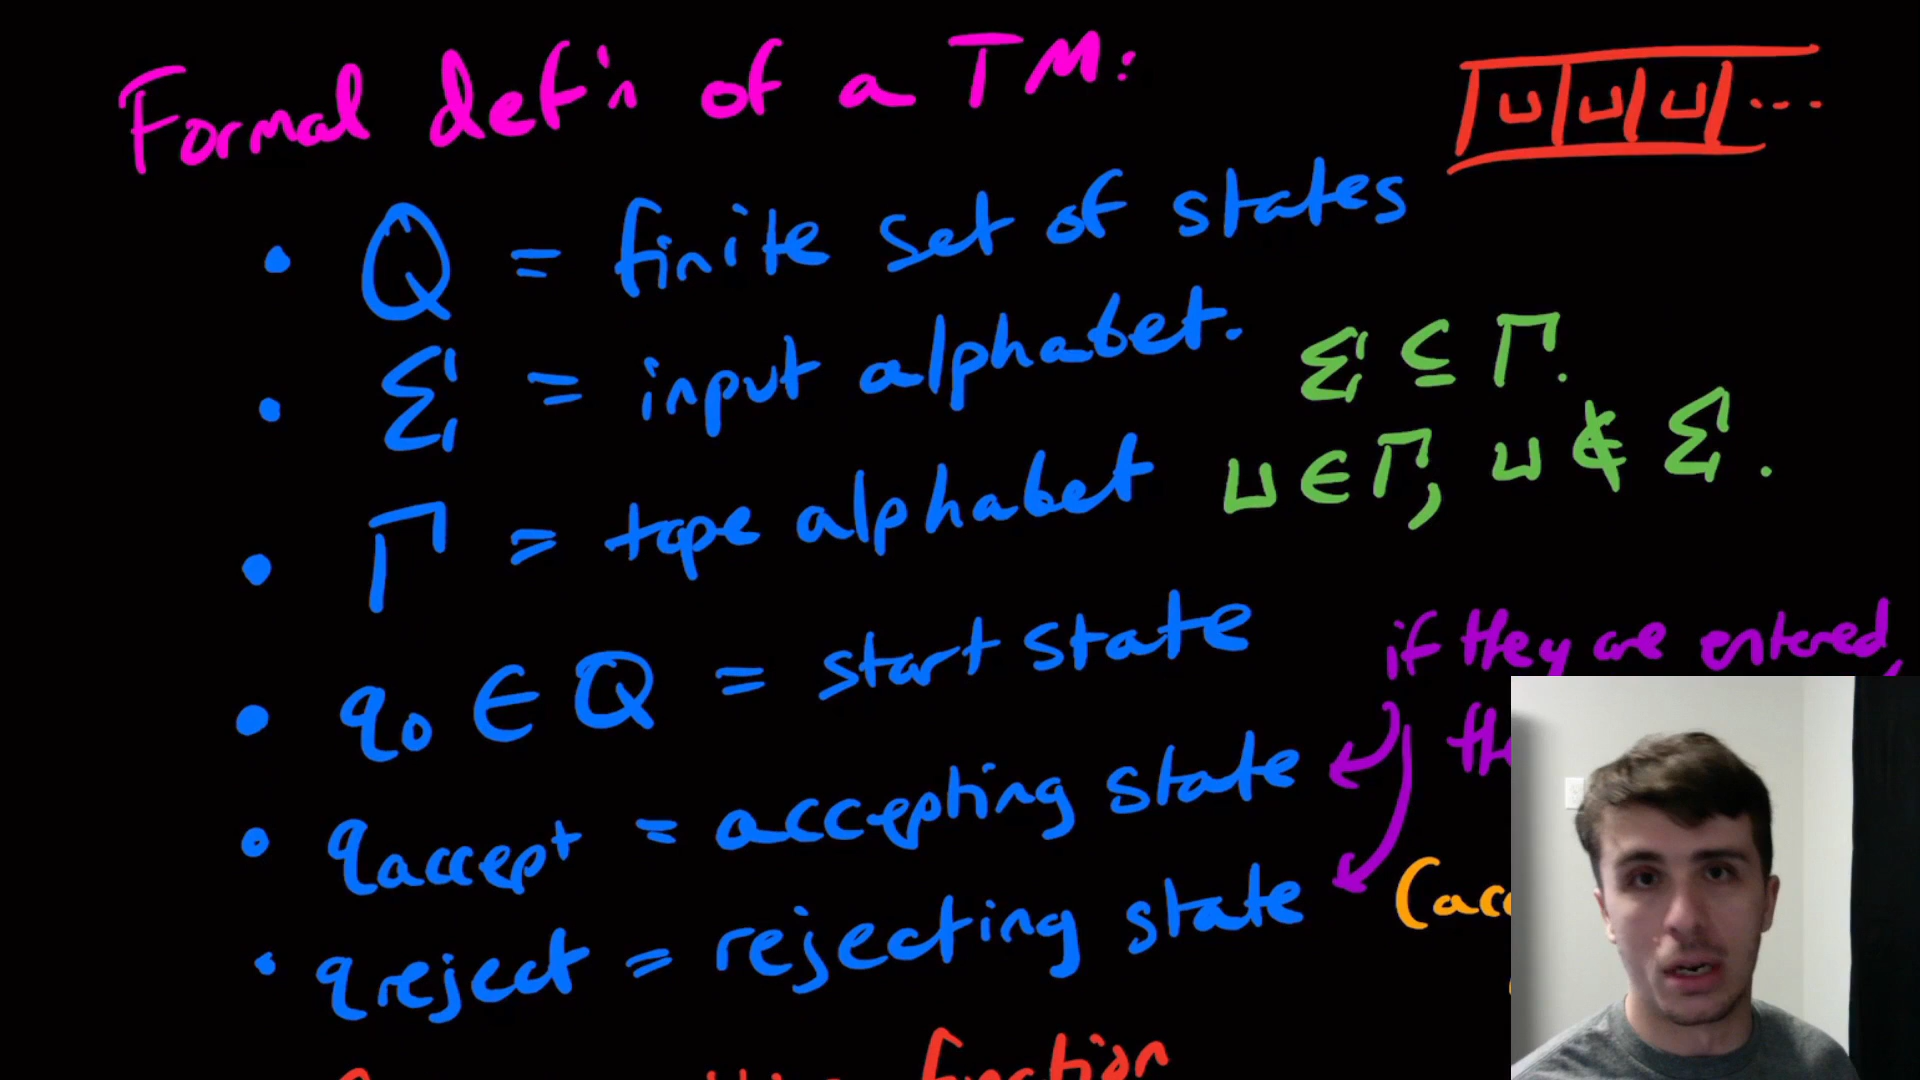 Formal def'n of a TM:
⊔ ⊔ ⊔ ...
• Q = finite set of states
• Σ = input alphabet. Σ ⊆ Γ.
• Γ = tape alphabet ⊔ ∈ Γ, ⊔ ∉ Σ.
• q0 ∈ Q = start state
if they are entered,
• qaccept = accepting state
• qreject = rejecting state
function